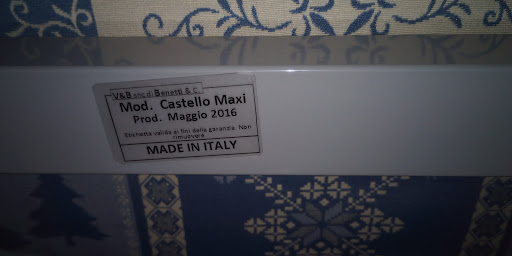 V&B snc di Benetti & C.
Mod. Castello Maxi
Prod. Maggio 2016
Etichetta valida ai fini della garanzia. Non
rimuovere
MADE IN ITALY